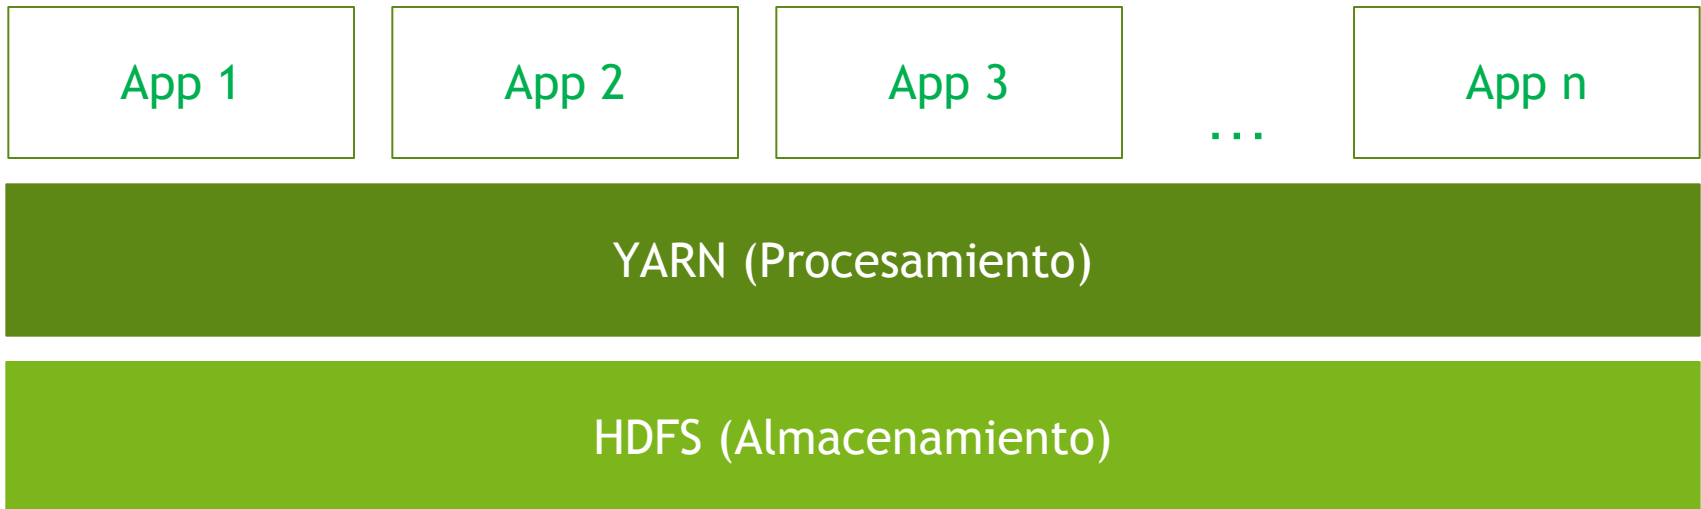 App 1
App 2
App 3
...
App n
YARN (Procesamiento)
HDFS (Almacenamiento)